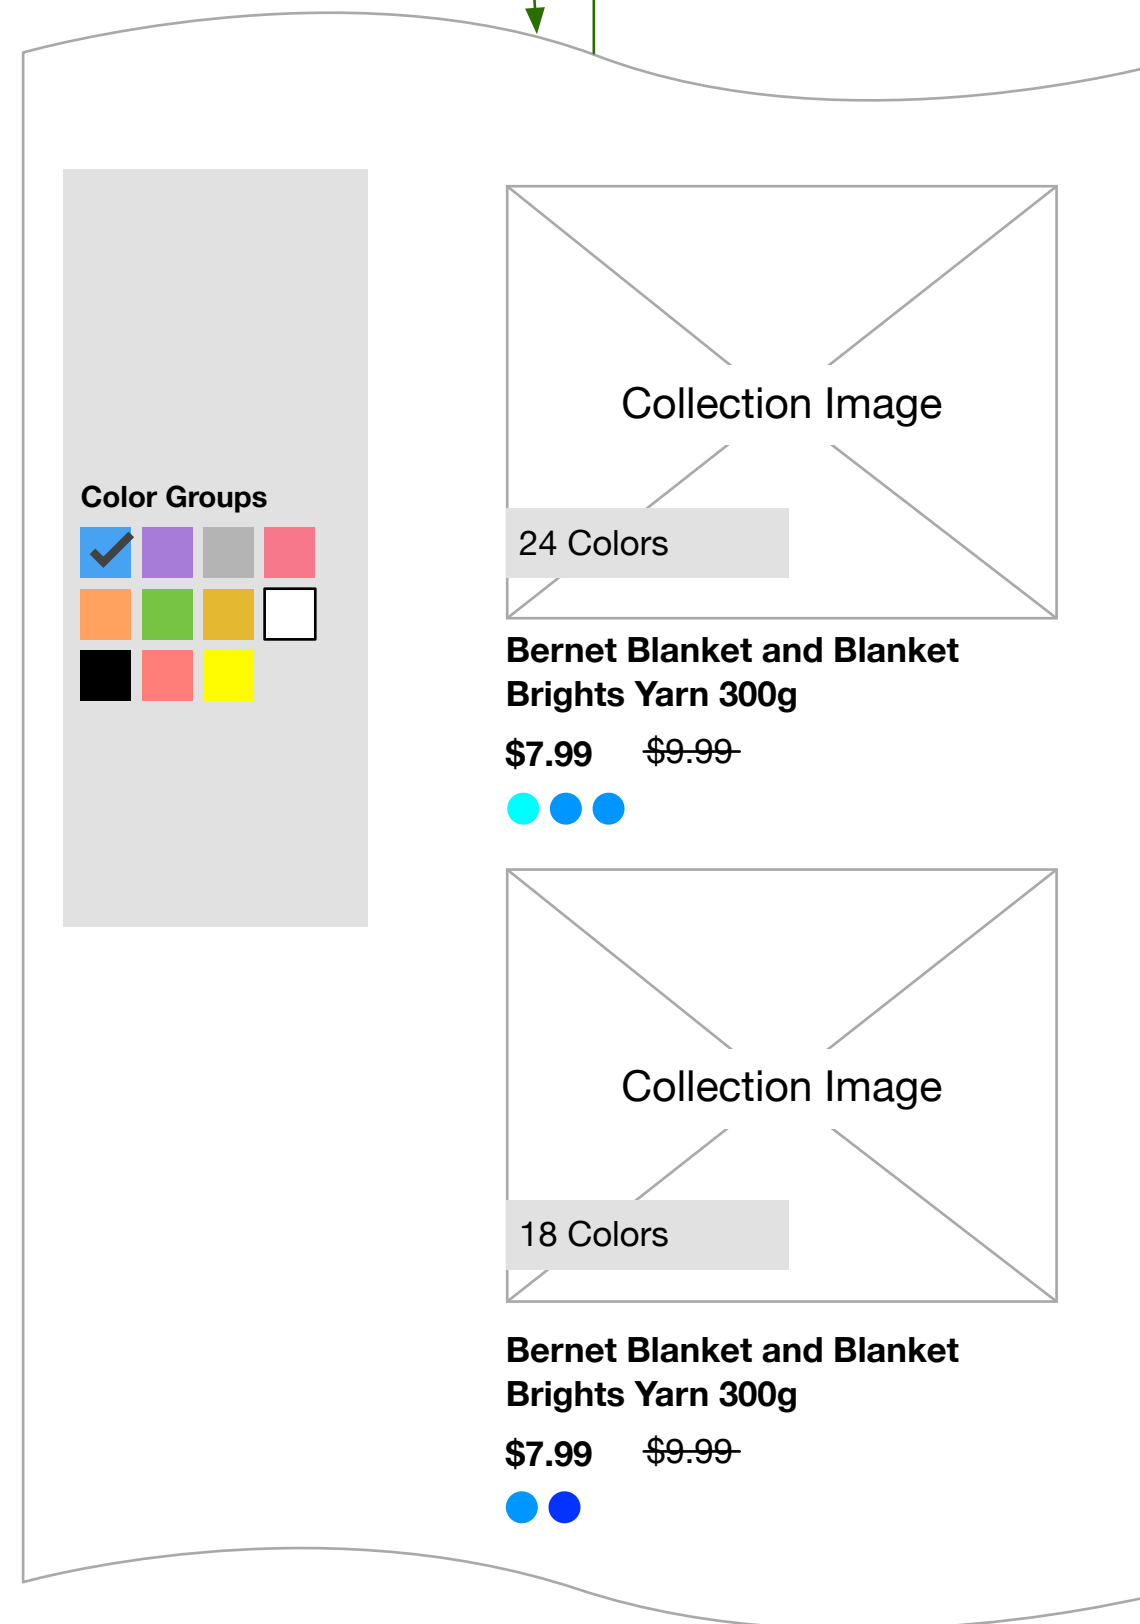 Color Groups
Collection Image
24 Colors
Bernet Blanket and Blanket
Brights Yarn 300g
$7.99 $9.99
Collection Image
18 Colors
Bernet Blanket and Blanket
Brights Yarn 300g
$7.99 $9.99